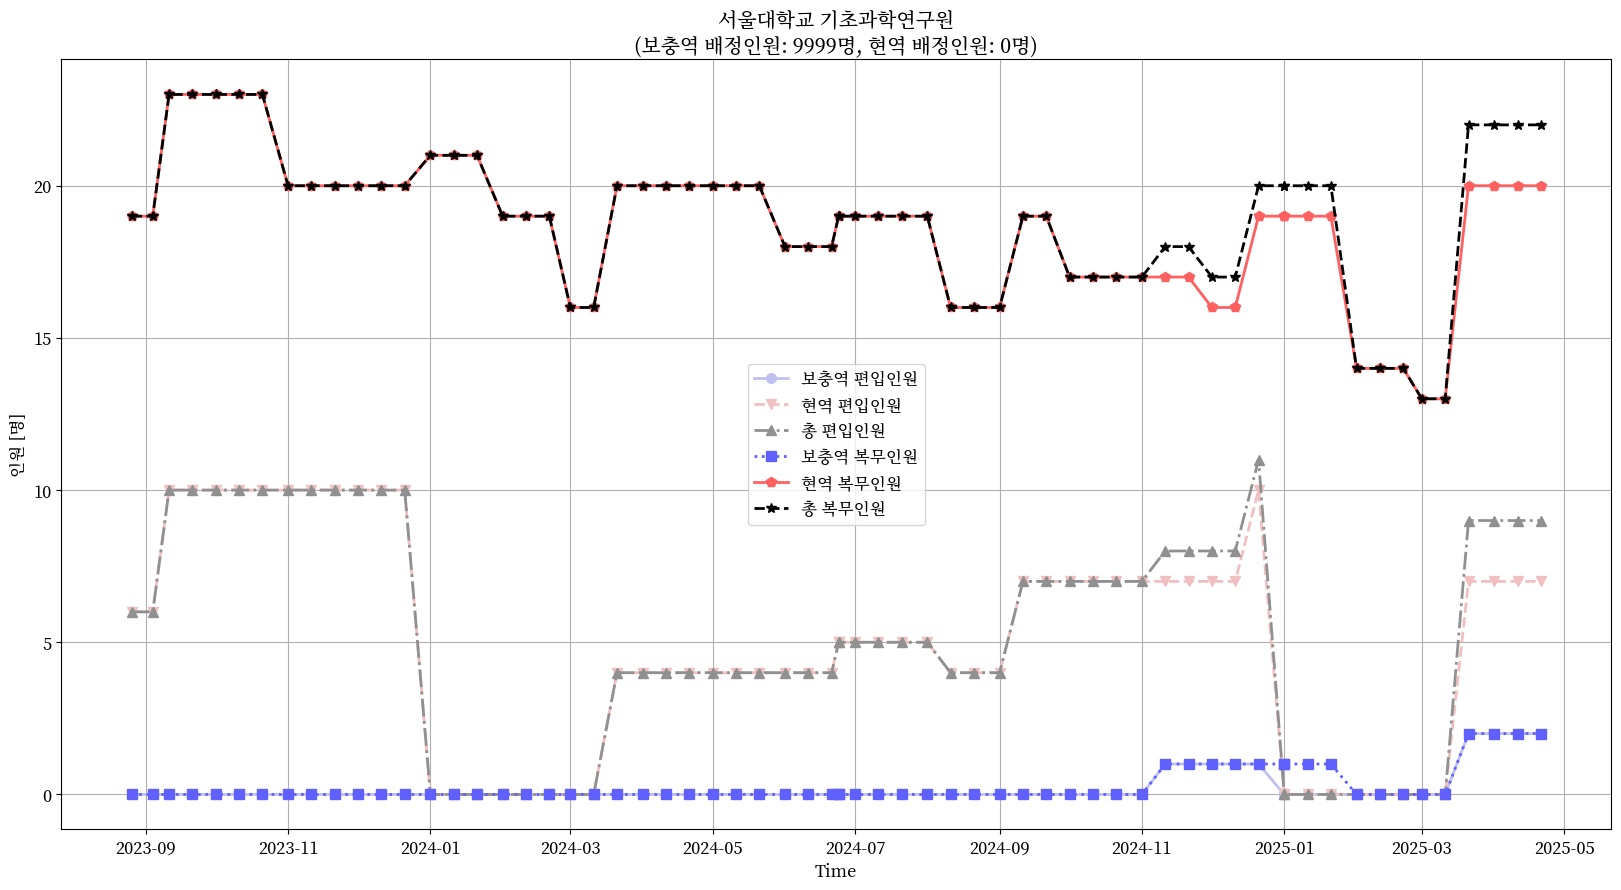 서울대학교 기초과학연구원
(보충역 배정인원: 9999명, 현역 배정인원: 0명)
인원 [명]
20
15
10
5
0
보충역 편입인원
현역 편입인원
총 편입인원
보충역 복무인원
현역 복무인원
총 복무인원
2023-09 2023-11 2024-01 2024-03 2024-05 2024-07 2024-09 2024-11 2025-01 2025-03 2025-05
Time